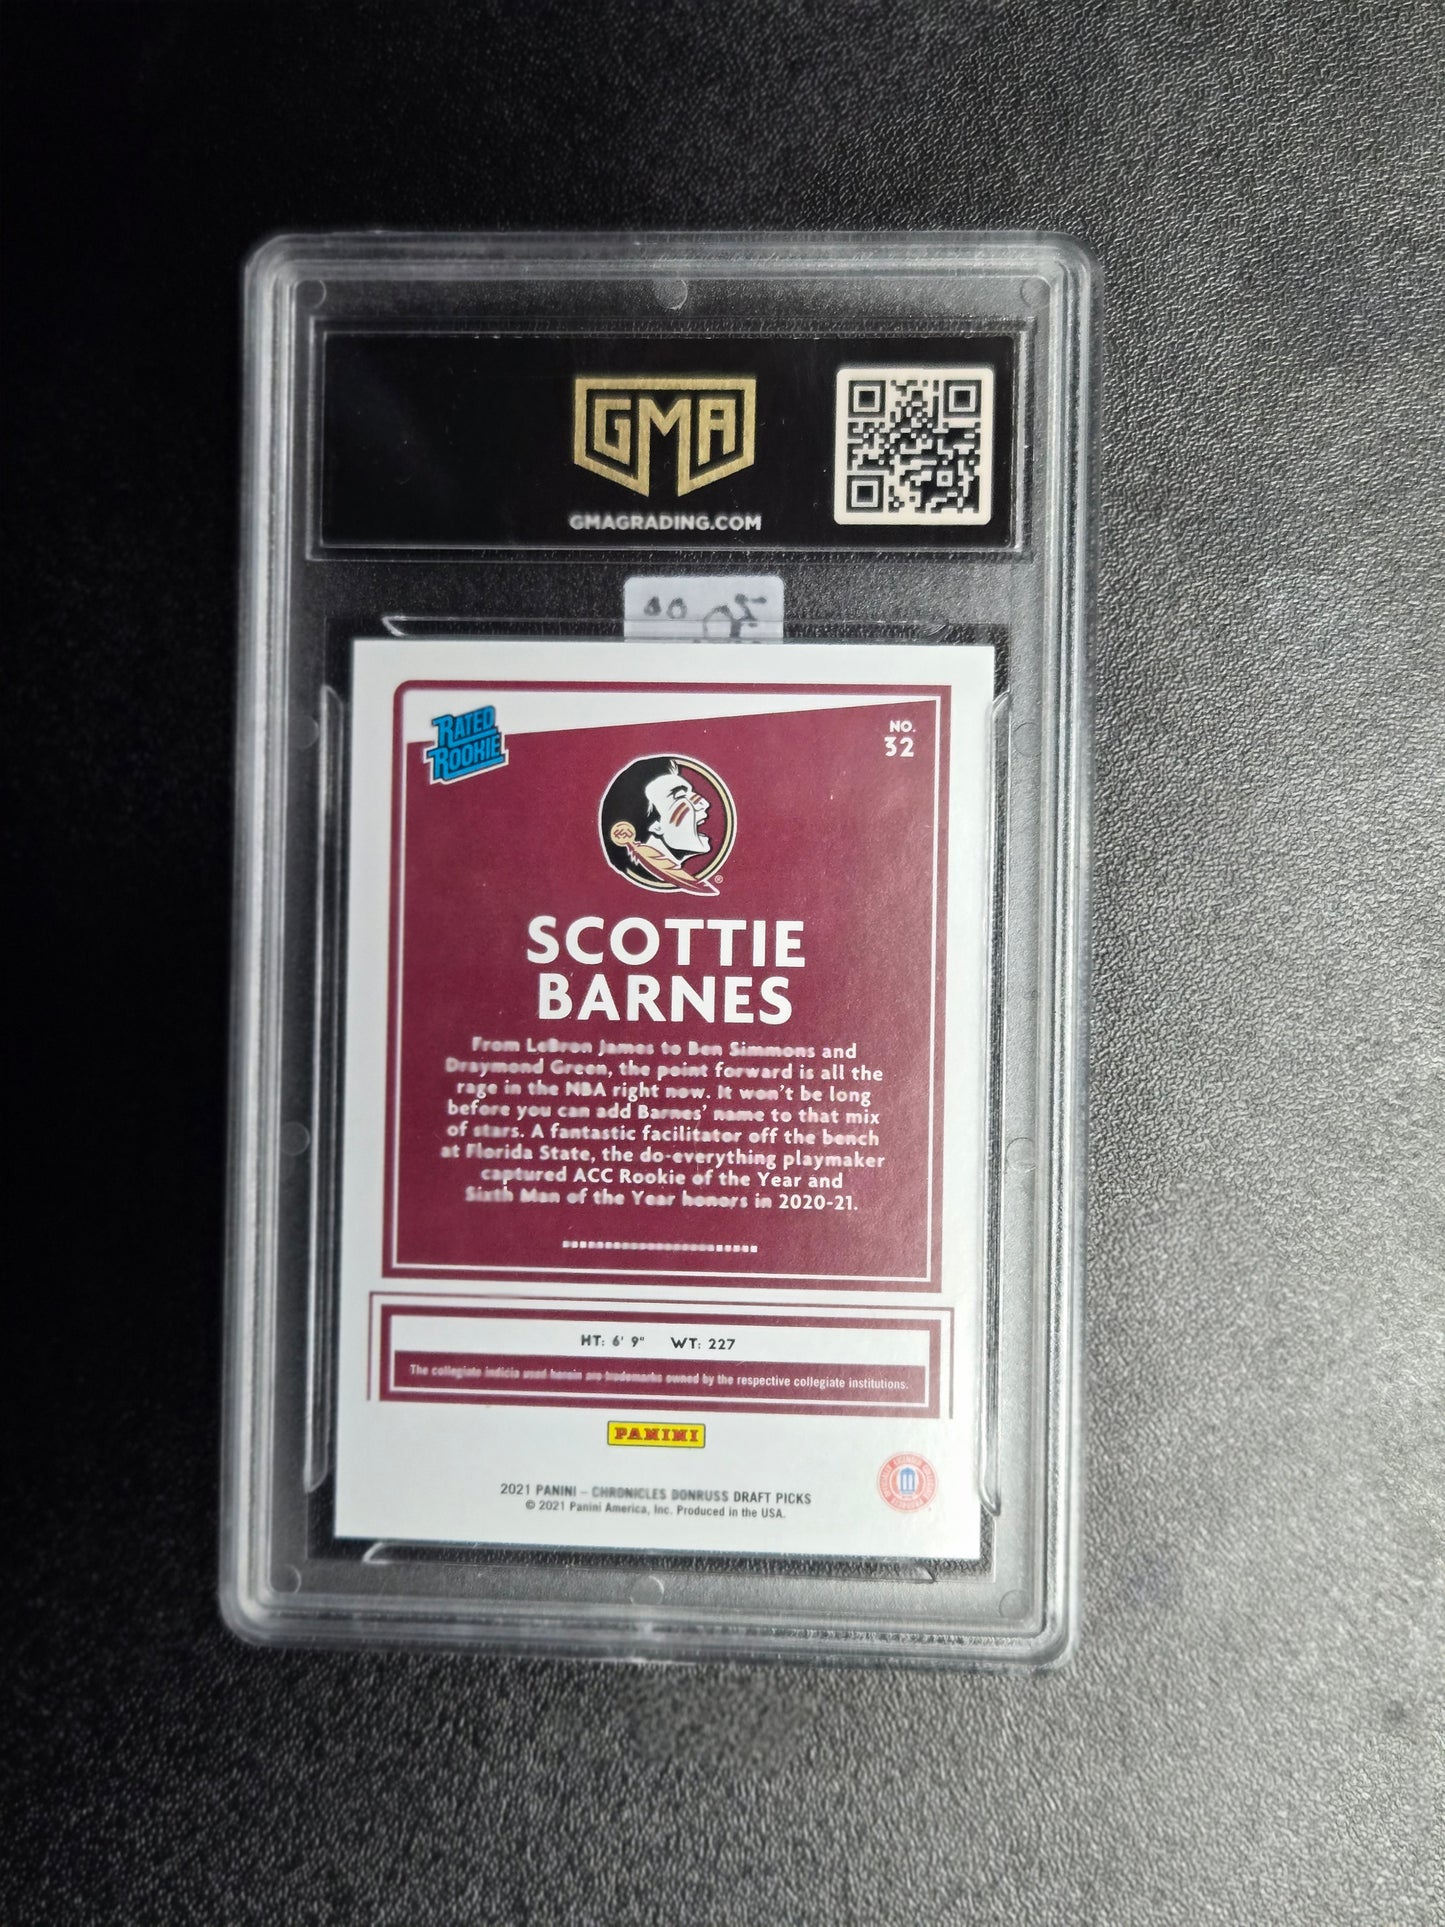 GMA
GMAGRADING.COM
RATED
ROOKIE
NO.
32
SCOTTIE
BARNES
From LeBron James to Ben Simmons and
Draymond Green, the point forward is all the
rage in the NBA right now. It won't be long
before you can add Barnes' name to that mix
of stars. A fantastic facilitator off the bench
at Florida State, the do-everything playmaker
captured ACC Rookie of the Year and
Sixth Man of the Year honors in 2020-21.
HT: 6' 9" WT: 227
The collegiate indicia used herein are trademarks owned by the respective collegiate institutions.
PANINI
2021 PANINI – CHRONICLES DONRUSS DRAFT PICKS
© 2021 Panini America, Inc. Produced in the USA.